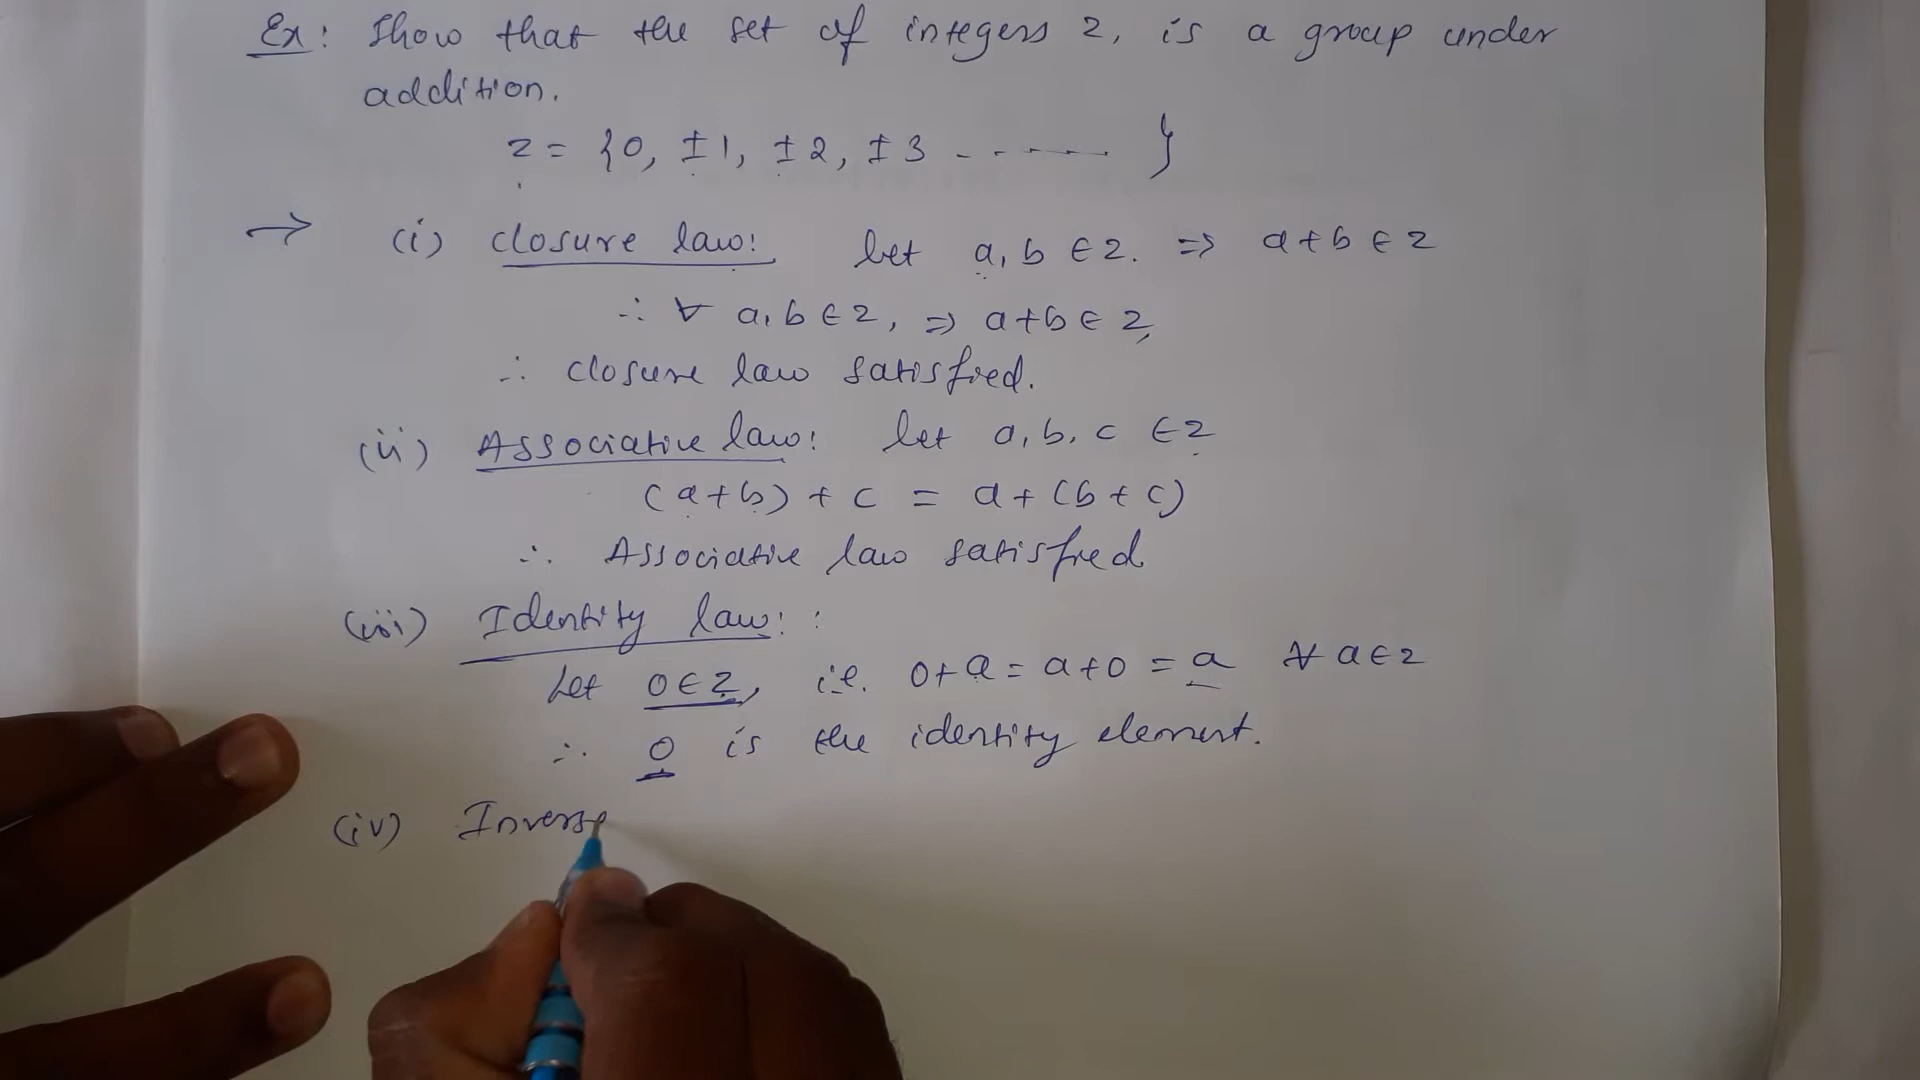 Ex: Show that the set of integers Z, is a group under
addition.
Z = {0, ±1, ±2, ±3 - - - - - }
→ (i) closure law: let a, b ∈ Z. ⇒ a+b ∈ Z
∴ ∀ a, b ∈ Z, ⇒ a+b ∈ Z,
∴ closure law satisfied.
(ii) Associative law: let a, b, c ∈ Z
(a+b) + c = a + (b + c)
∴ Associative law satisfied
(iii) Identity law: :
Let 0 ∈ Z, i.e. 0+a = a+0 = a ∀ a ∈ Z
∴ 0 is the identity element.
(iv) Inverse